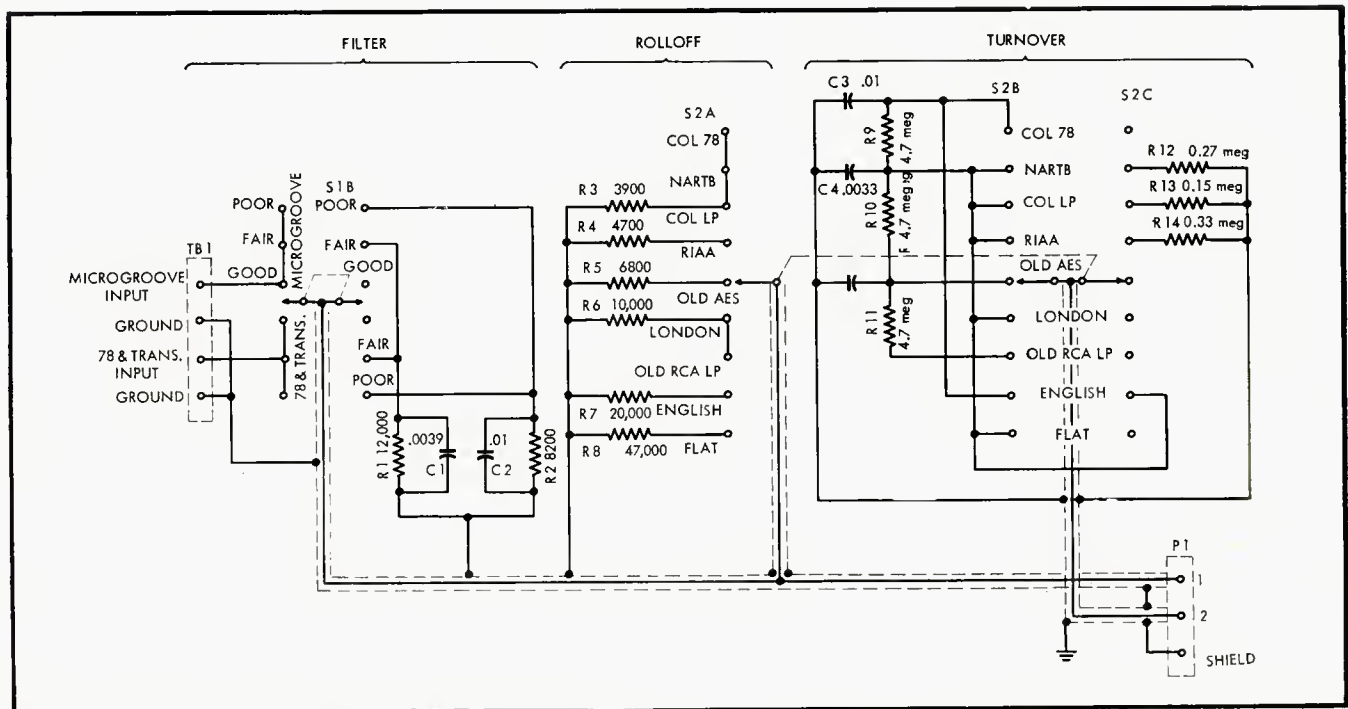 FILTER
ROLLOFF
TURNOVER
C3 .01
S2B
S2C
S2A
COL 78
COL 78
R9
4.7 meg
R12 0.27 meg
NARTB
C4 .0033
NARTB
R13 0.15 meg
R3 3900
COL LP
R10
4.7 meg
COL LP
R14 0.33 meg
R4 4700
RIAA
RIAA
S1B
POOR
POOR
MICROGROOVE
FAIR
FAIR
TB1
GOOD
GOOD
MICROGROOVE
INPUT
R5 6800
OLD AES
OLD AES
R6 10,000
LONDON
R11
4.7 meg
LONDON
GROUND
78 & TRANS.
INPUT
78 & TRANS.
FAIR
OLD RCA LP
OLD RCA LP
GROUND
POOR
R7 20,000
ENGLISH
ENGLISH
R1 12,000
.0039
C1
.01
C2
R2 8200
R8 47,000
FLAT
FLAT
P1
1
2
SHIELD